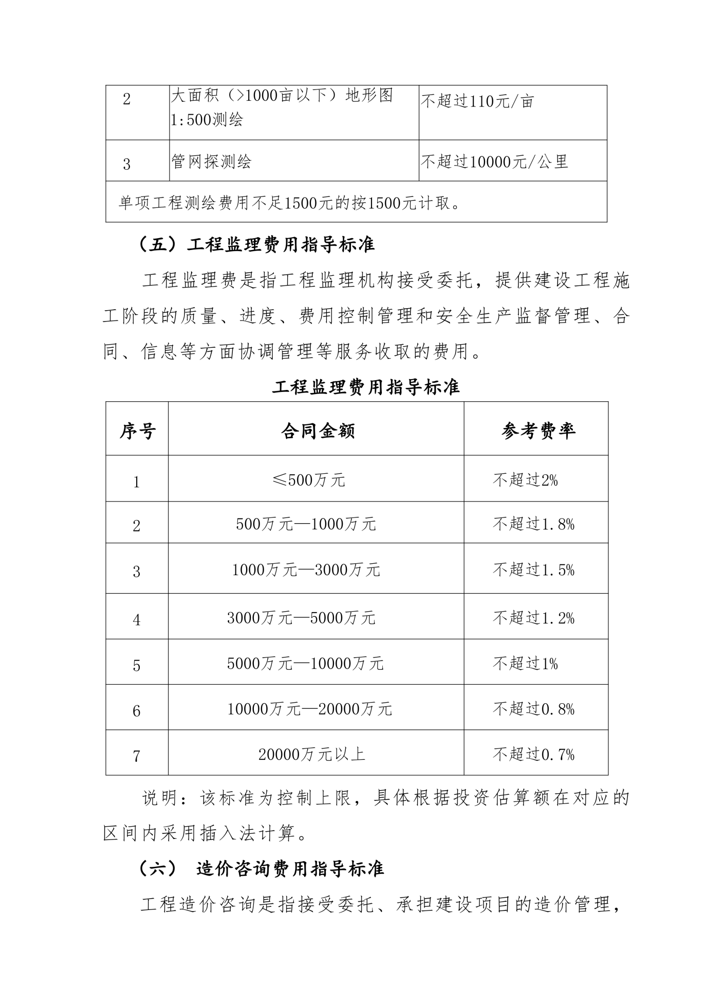 2
大面积（>1000亩以下）地形图
1:500测绘
不超过110元/亩
3
管网探测绘
不超过10000元/公里
单项工程测绘费用不足1500元的按1500元计取。
（五）工程监理费用指导标准
工程监理费是指工程监理机构接受委托，提供建设工程施
工阶段的质量、进度、费用控制管理和安全生产监督管理、合
同、信息等方面协调管理等服务收取的费用。
工程监理费用指导标准
序号
合同金额
参考费率
1
≤500万元
不超过2%
2
500万元—1000万元
不超过1.8%
3
1000万元—3000万元
不超过1.5%
4
3000万元—5000万元
不超过1.2%
5
5000万元—10000万元
不超过1%
6
10000万元—20000万元
不超过0.8%
7
20000万元以上
不超过0.7%
说明：该标准为控制上限，具体根据投资估算额在对应的
区间内采用插入法计算。
（六） 造价咨询费用指导标准
工程造价咨询是指接受委托、承担建设项目的造价管理，